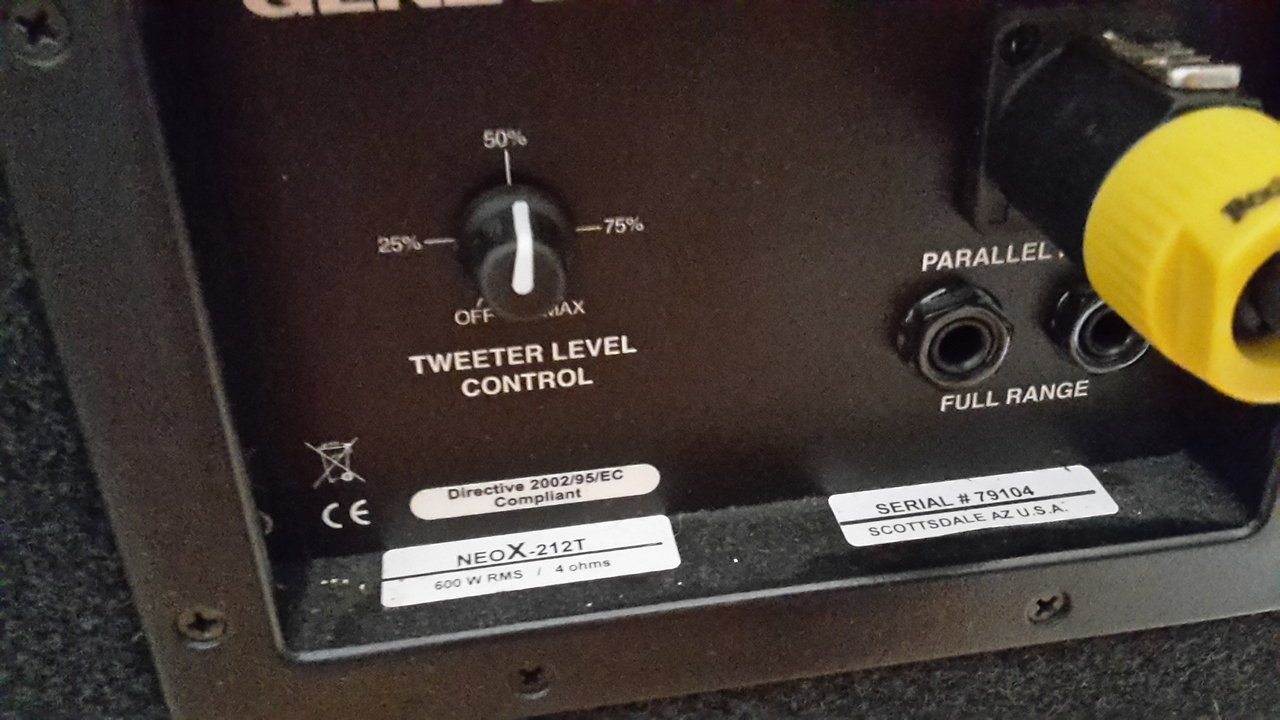 50%
25%
75%
OFF
MAX
TWEETER LEVEL
CONTROL
PARALLEL
FULL RANGE
CE
Directive 2002/95/EC
Compliant
NEOX-212T
600 W RMS / 4 ohms
SERIAL # 79104
SCOTTSDALE AZ U.S.A.